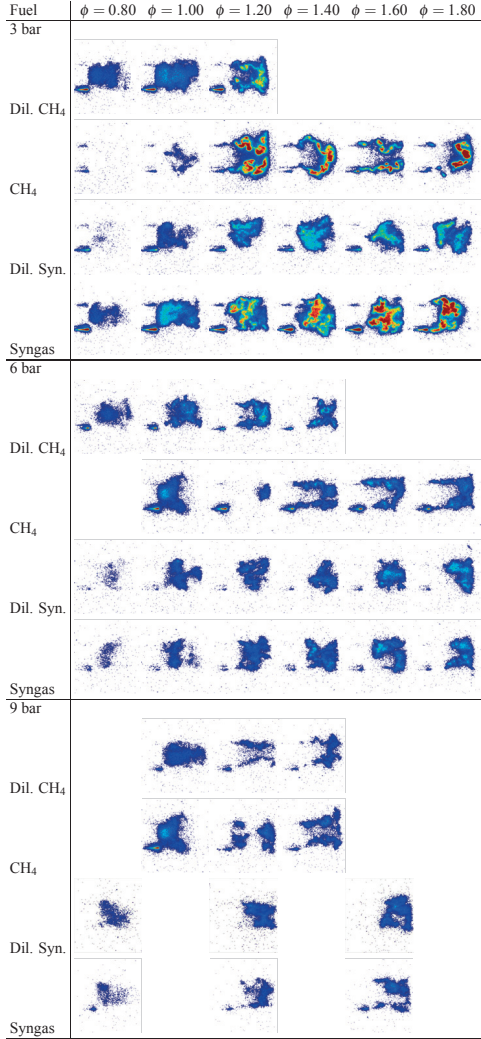 Fuel ϕ = 0.80 ϕ = 1.00 ϕ = 1.20 ϕ = 1.40 ϕ = 1.60 ϕ = 1.80
3 bar
Dil. CH₄
CH₄
Dil. Syn.
Syngas
6 bar
Dil. CH₄
CH₄
Dil. Syn.
Syngas
9 bar
Dil. CH₄
CH₄
Dil. Syn.
Syngas